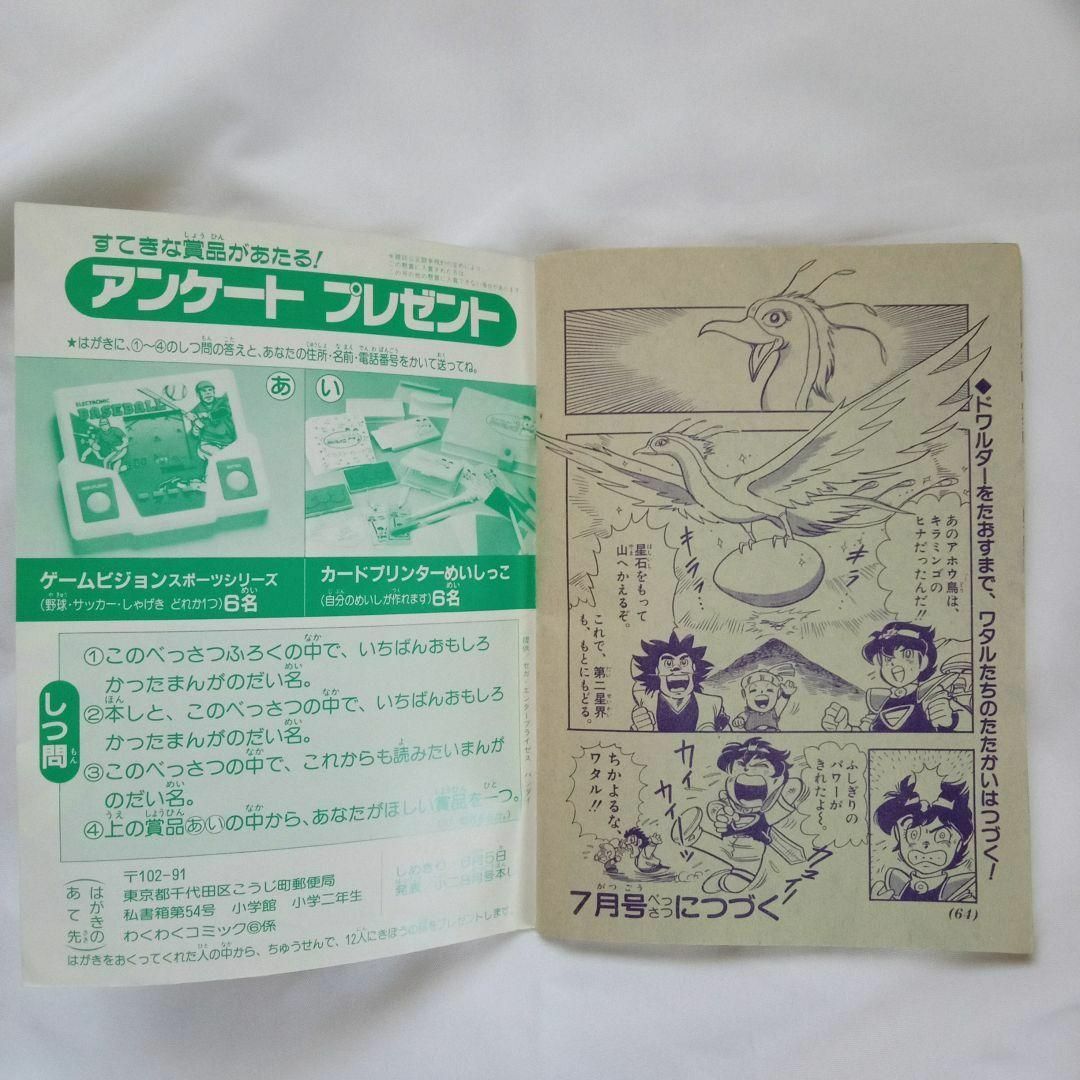 すてきな賞品があたる!
アンケート プレゼント
★はがきに、①〜④のしつ問の答えと、あなたの住所・名前・電話番号をかいて送ってね。
あ
い
ELECTRONIC
BASEBALL
ゲームビジョンスポーツシリーズ
(野球・サッカー・しゃげき どれか1つ)6名
カードプリンターめいしっこ
(自分のめいしが作れます)6名
しつ問
①このべっさつふろくの中で、いちばんおもしろ
かったまんがのだい名。
②本しと、このべっさつの中で、いちばんおもしろ
かったまんがのだい名。
③このべっさつの中で、これからも読みたいまんが
のだい名。
④上の賞品あいの中から、あなたがほしい賞品を一つ。
提供/セガ・エンタープライゼス バンダイ
はがきの
あて先
〒102-91
東京都千代田区こうじ町郵便局
私書箱第54号 小学館 小学二年生
わくわくコミック⑥係
はがきをおくってくれた人の中から、ちゅうせんで、12人にきぼうの品をプレゼントします。
◆ドワルダーをたおすまで、ワタルたちのたたかいはつづく!
あのアホウ鳥は、
キラミンゴの
ヒナだったんだ!!
星石をもって
山へかえるぞ。
これで、第二星界
も、もとにもどる。
ふしぎりの
パワーが
きれたよ〜。
ちかよるな、
ワタル!!
カイ〜
カイ〜
7月号べっさつにつづく
(64)